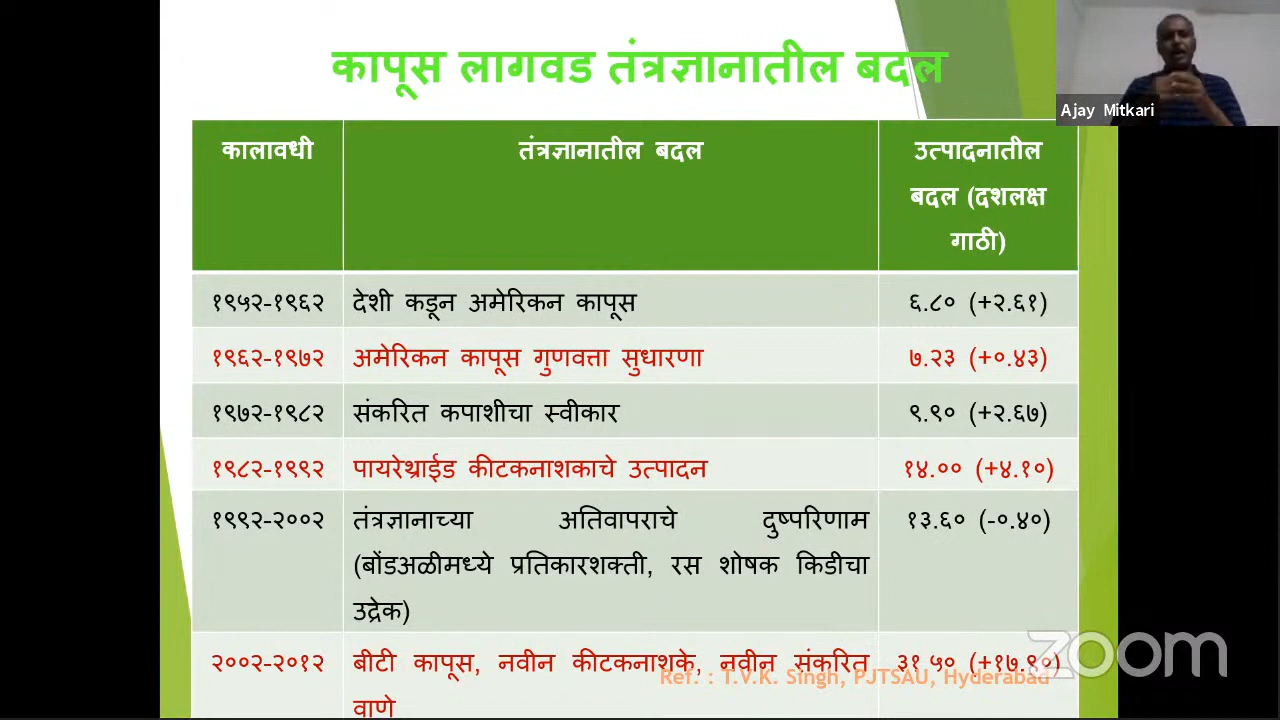 कापूस लागवड तंत्रज्ञानातील बदल
Ajay Mitkari
कालावधी तंत्रज्ञानातील बदल उत्पादनातील
बदल (दशलक्ष
गाठी)
१९५२-१९६२ देशी कडून अमेरिकन कापूस ६.८० (+२.६१)
१९६२-१९७२ अमेरिकन कापूस गुणवत्ता सुधारणा ७.२३ (+०.४३)
१९७२-१९८२ संकरित कपाशीचा स्वीकार ९.९० (+२.६७)
१९८२-१९९२ पायरेथ्राईड कीटकनाशकाचे उत्पादन १४.०० (+४.१०)
१९९२-२००२ तंत्रज्ञानाच्या अतिवापराचे दुष्परिणाम १३.६० (-०.४०)
(बोंडअळीमध्ये प्रतिकारशक्ती, रस शोषक किडीचा
उद्रेक)
२००२-२०१२ बीटी कापूस, नवीन कीटकनाशके, नवीन संकरित ३१.५० (+१७.९०)
वाणे
Ref. : T.V.K. Singh, PJTSAU, Hyderabad
zoom